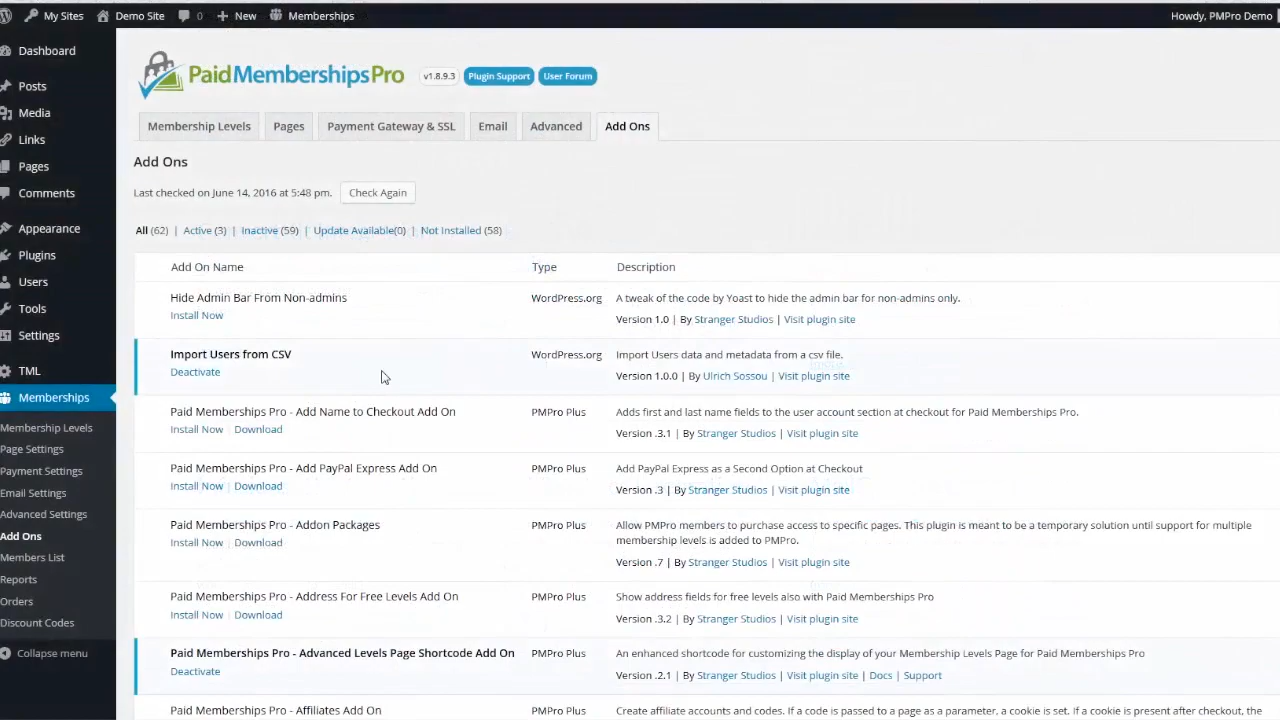 My Sites Demo Site 0 New Memberships Howdy, PMPro Demo
Dashboard
Posts
Media
Links
Pages
Comments
Appearance
Plugins
Users
Tools
Settings
TML
Memberships
Membership Levels
Page Settings
Payment Settings
Email Settings
Advanced Settings
Add Ons
Members List
Reports
Orders
Discount Codes
Collapse menu
PaidMembershipsPro v1.8.9.3 Plugin Support User Forum
Membership Levels Pages Payment Gateway & SSL Email Advanced Add Ons
Add Ons
Last checked on June 14, 2016 at 5:48 pm. Check Again
All (62) | Active (3) | Inactive (59) | Update Available(0) | Not Installed (58)
Add On Name Type Description
Hide Admin Bar From Non-admins WordPress.org A tweak of the code by Yoast to hide the admin bar for non-admins only.
Install Now Version 1.0 | By Stranger Studios | Visit plugin site
Import Users from CSV WordPress.org Import Users data and metadata from a csv file.
Deactivate Version 1.0.0 | By Ulrich Sossou | Visit plugin site
Paid Memberships Pro - Add Name to Checkout Add On PMPro Plus Adds first and last name fields to the user account section at checkout for Paid Memberships Pro.
Install Now | Download Version .3.1 | By Stranger Studios | Visit plugin site
Paid Memberships Pro - Add PayPal Express Add On PMPro Plus Add PayPal Express as a Second Option at Checkout
Install Now | Download Version .3 | By Stranger Studios | Visit plugin site
Paid Memberships Pro - Addon Packages PMPro Plus Allow PMPro members to purchase access to specific pages. This plugin is meant to be a temporary solution until support for multiple
membership levels is added to PMPro.
Install Now | Download Version .7 | By Stranger Studios | Visit plugin site
Paid Memberships Pro - Address For Free Levels Add On PMPro Plus Show address fields for free levels also with Paid Memberships Pro
Install Now | Download Version .3.2 | By Stranger Studios | Visit plugin site
Paid Memberships Pro - Advanced Levels Page Shortcode Add On PMPro Plus An enhanced shortcode for customizing the display of your Membership Levels Page for Paid Memberships Pro
Deactivate Version .2.1 | By Stranger Studios | Visit plugin site | Docs | Support
Paid Memberships Pro - Affiliates Add On PMPro Plus Create affiliate accounts and codes. If a code is passed to a page as a parameter, a cookie is set. If a cookie is present after checkout, the